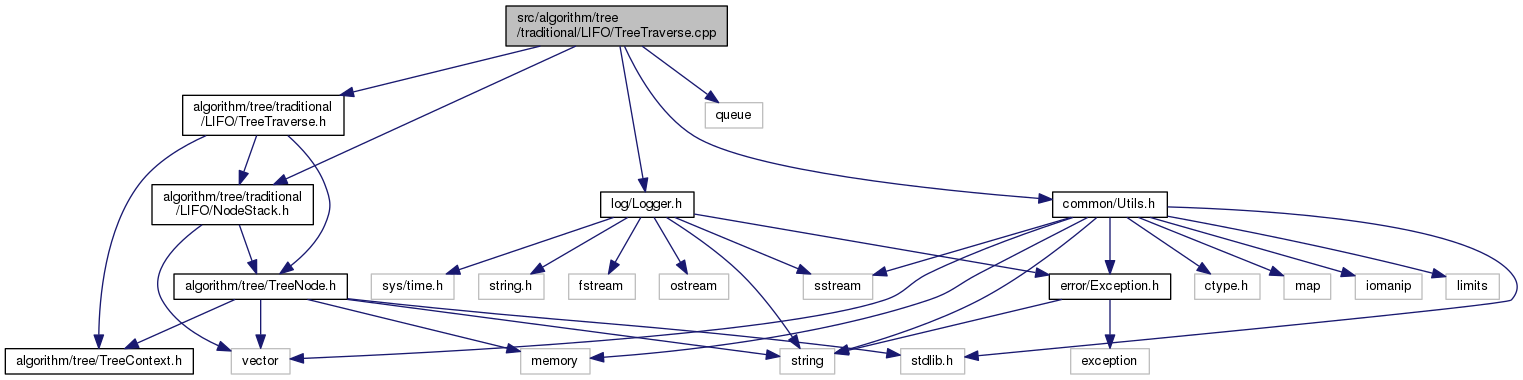 src/algorithm/tree
/traditional/LIFO/TreeTraverse.cpp
algorithm/tree/traditional
/LIFO/TreeTraverse.h
queue
algorithm/tree/traditional
/LIFO/NodeStack.h
log/Logger.h
common/Utils.h
algorithm/tree/TreeNode.h
sys/time.h
string.h
fstream
ostream
sstream
error/Exception.h
ctype.h
map
iomanip
limits
algorithm/tree/TreeContext.h
vector
memory
string
stdlib.h
exception